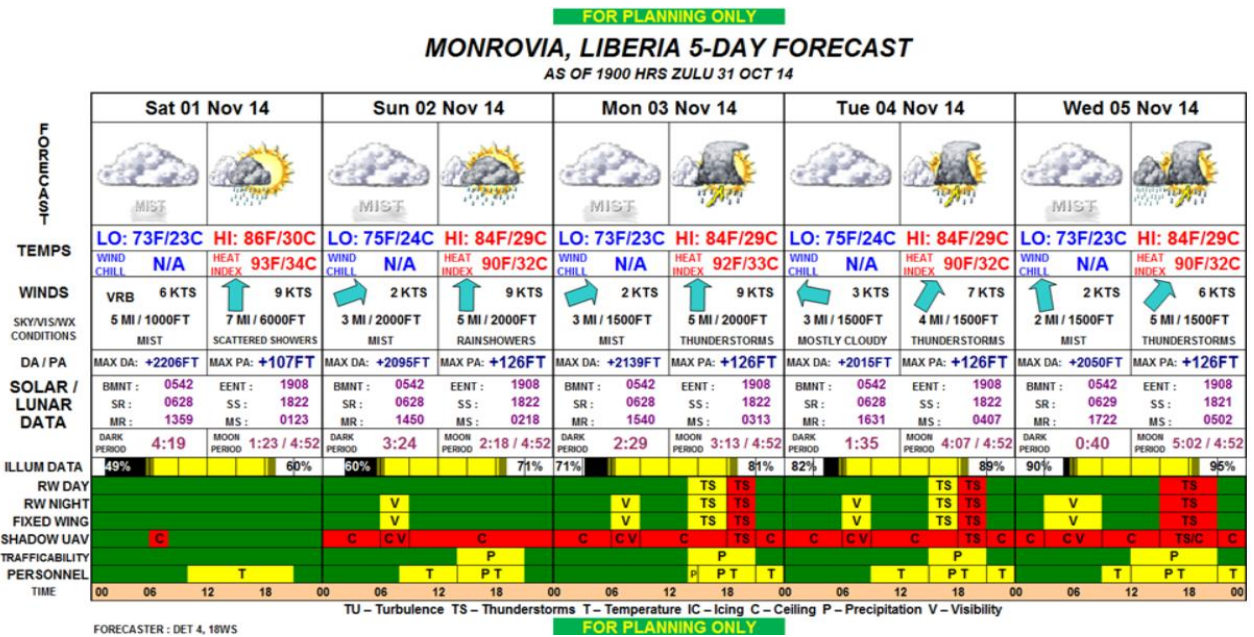 FOR PLANNING ONLY
MONROVIA, LIBERIA 5-DAY FORECAST
AS OF 1900 HRS ZULU 31 OCT 14
Sat 01 Nov 14 Sun 02 Nov 14 Mon 03 Nov 14 Tue 04 Nov 14 Wed 05 Nov 14
FORECAST
MIST MIST MIST MIST
TEMPS
LO: 73F/23C HI: 86F/30C LO: 75F/24C HI: 84F/29C LO: 73F/23C HI: 84F/29C LO: 75F/24C HI: 84F/29C LO: 73F/23C HI: 84F/29C
WIND CHILL N/A HEAT INDEX 93F/34C WIND CHILL N/A HEAT INDEX 90F/32C WIND CHILL N/A HEAT INDEX 92F/33C WIND CHILL N/A HEAT INDEX 90F/32C WIND CHILL N/A HEAT INDEX 90F/32C
WINDS VRB 6 KTS 9 KTS 2 KTS 9 KTS 2 KTS 9 KTS 3 KTS 7 KTS 2 KTS 6 KTS
SKY/VIS/WX CONDITIONS
5 MI / 1000FT 7 MI / 6000FT 3 MI / 2000FT 5 MI / 2000FT 3 MI / 1500FT 5 MI / 2000FT 3 MI / 1500FT 4 MI / 1500FT 2 MI / 1500FT 5 MI / 1500FT
MIST SCATTERED SHOWERS MIST RAINSHOWERS MIST THUNDERSTORMS MOSTLY CLOUDY THUNDERSTORMS MIST THUNDERSTORMS
DA / PA MAX DA: +2206FT MAX PA: +107FT MAX DA: +2095FT MAX PA: +126FT MAX DA: +2139FT MAX PA: +126FT MAX DA: +2015FT MAX PA: +126FT MAX DA: +2050FT MAX PA: +126FT
SOLAR / LUNAR DATA
BMNT : 0542 EENT : 1908 BMNT : 0542 EENT : 1908 BMNT : 0542 EENT : 1908 BMNT : 0542 EENT : 1908 BMNT : 0542 EENT : 1908
SR : 0628 SS : 1822 SR : 0628 SS : 1822 SR : 0628 SS : 1822 SR : 0628 SS : 1822 SR : 0629 SS : 1821
MR : 1359 MS : 0123 MR : 1450 MS : 0218 MR : 1540 MS : 0313 MR : 1631 MS : 0407 MR : 1722 MS : 0502
DARK PERIOD 4:19 MOON PERIOD 1:23 / 4:52 DARK PERIOD 3:24 MOON PERIOD 2:18 / 4:52 DARK PERIOD 2:29 MOON PERIOD 3:13 / 4:52 DARK PERIOD 1:35 MOON PERIOD 4:07 / 4:52 DARK PERIOD 0:40 MOON PERIOD 5:02 / 4:52
ILLUM DATA 49% 60% 60% 71% 71% 81% 82% 89% 90% 95%
RW DAY TS TS TS TS TS
RW NIGHT V V TS TS V TS TS V TS
FIXED WING V V TS TS V TS TS V TS
SHADOW UAV C C C V C C C V C TS C C C V C TS C C C V C TS/C C
TRAFFICABILITY P P P P
PERSONNEL T T P T P P T T T P T T T P T T
TIME 00 06 12 18 00 06 12 18 00 06 12 18 00 06 12 18 00 06 12 18 00
TU – Turbulence TS – Thunderstorms T – Temperature IC – Icing C – Ceiling P – Precipitation V – Visibility
FORECASTER : DET 4, 18WS
FOR PLANNING ONLY